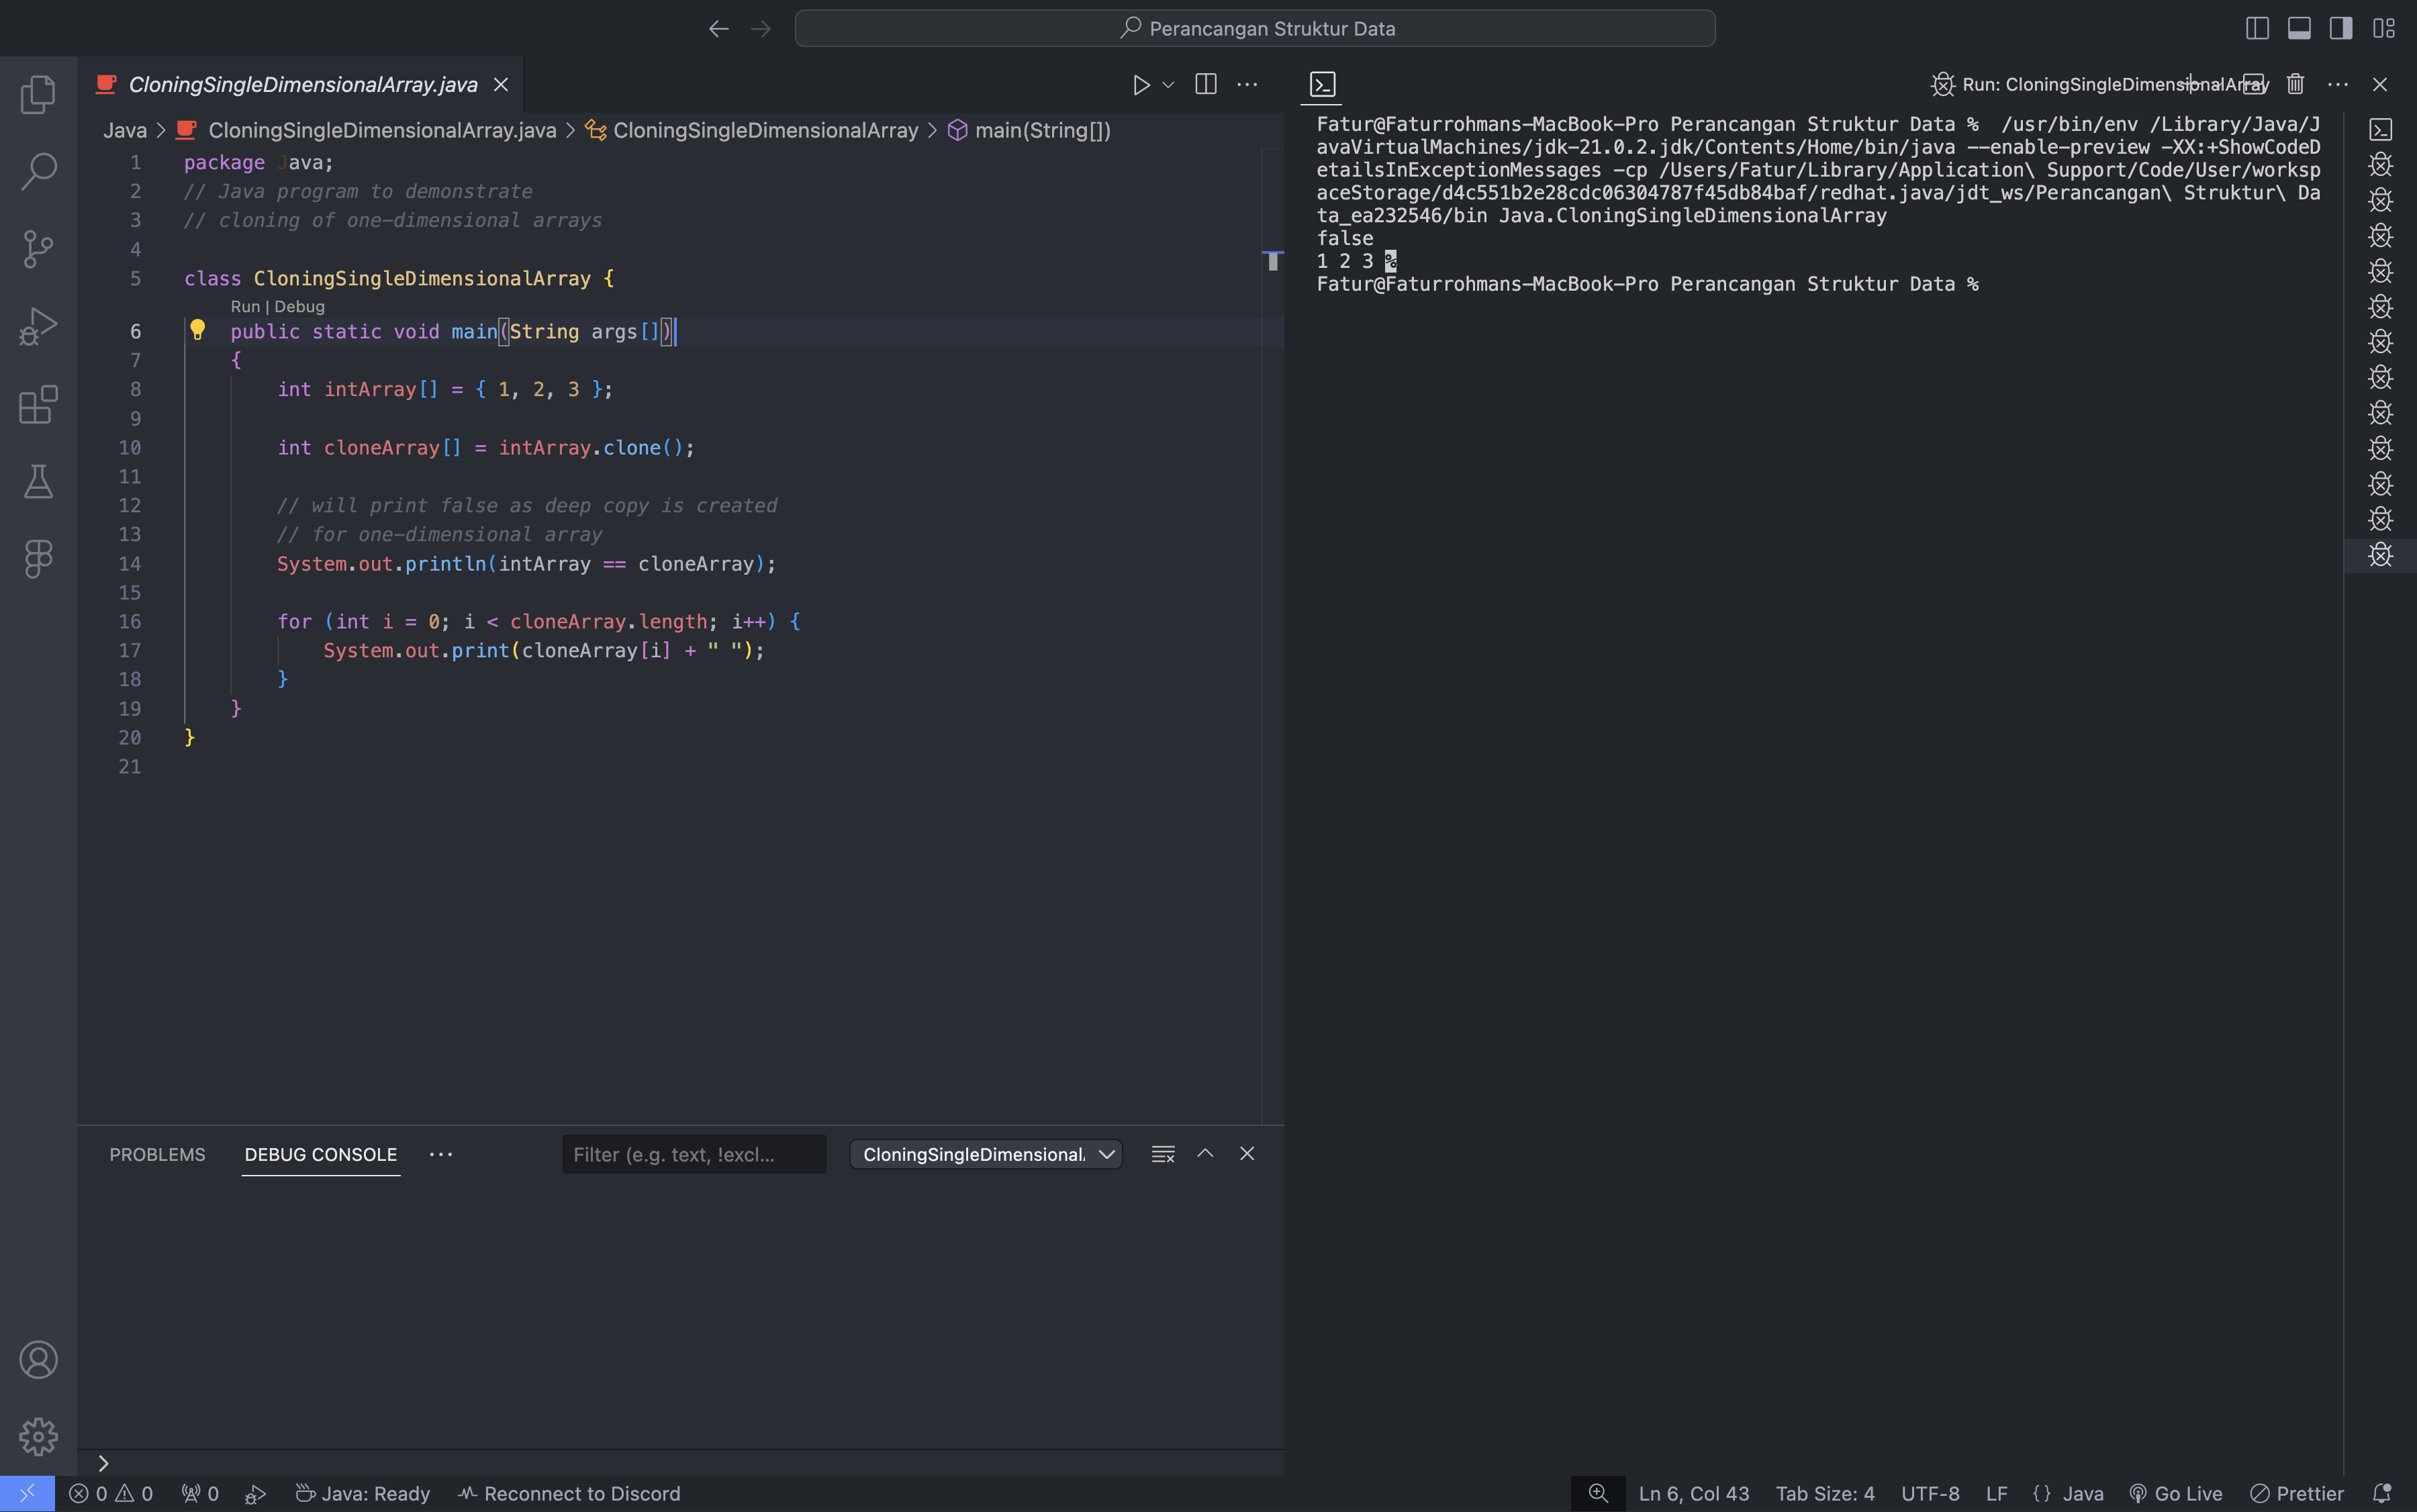 Perancangan Struktur Data
CloningSingleDimensionalArray.java
Java > CloningSingleDimensionalArray.java > CloningSingleDimensionalArray > main(String[])
1 package Java;
2 // Java program to demonstrate
3 // cloning of one-dimensional arrays
4
5 class CloningSingleDimensionalArray {
Run | Debug
6 public static void main(String args[])
7 {
8 int intArray[] = { 1, 2, 3 };
9
10 int cloneArray[] = intArray.clone();
11
12 // will print false as deep copy is created
13 // for one-dimensional array
14 System.out.println(intArray == cloneArray);
15
16 for (int i = 0; i < cloneArray.length; i++) {
17 System.out.print(cloneArray[i] + " ");
18 }
19 }
20 }
21
PROBLEMS DEBUG CONSOLE ...
Filter (e.g. text, !excl...
CloningSingleDimensional
Run: CloningSingleDimensionalArray
Fatur@Faturrohmans-MacBook-Pro Perancangan Struktur Data % /usr/bin/env /Library/Java/J
avaVirtualMachines/jdk-21.0.2.jdk/Contents/Home/bin/java --enable-preview -XX:+ShowCodeD
etailsInExceptionMessages -cp /Users/Fatur/Library/Application\ Support/Code/User/worksp
aceStorage/d4c551b2e28cdc06304787f45db84baf/redhat.java/jdt_ws/Perancangan\ Struktur\ Da
ta_ea232546/bin Java.CloningSingleDimensionalArray
false
1 2 3 %
Fatur@Faturrohmans-MacBook-Pro Perancangan Struktur Data %
0 0 0 Java: Ready Reconnect to Discord Ln 6, Col 43 Tab Size: 4 UTF-8 LF {} Java Go Live Prettier